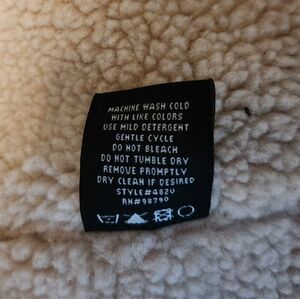 MACHINE WASH COLD
WITH LIKE COLORS
USE MILD DETERGENT
GENTLE CYCLE
DO NOT BLEACH
DO NOT TUMBLE DRY
REMOVE PROMPTLY
DRY CLEAN IF DESIRED
STYLE#482U
RN#98790